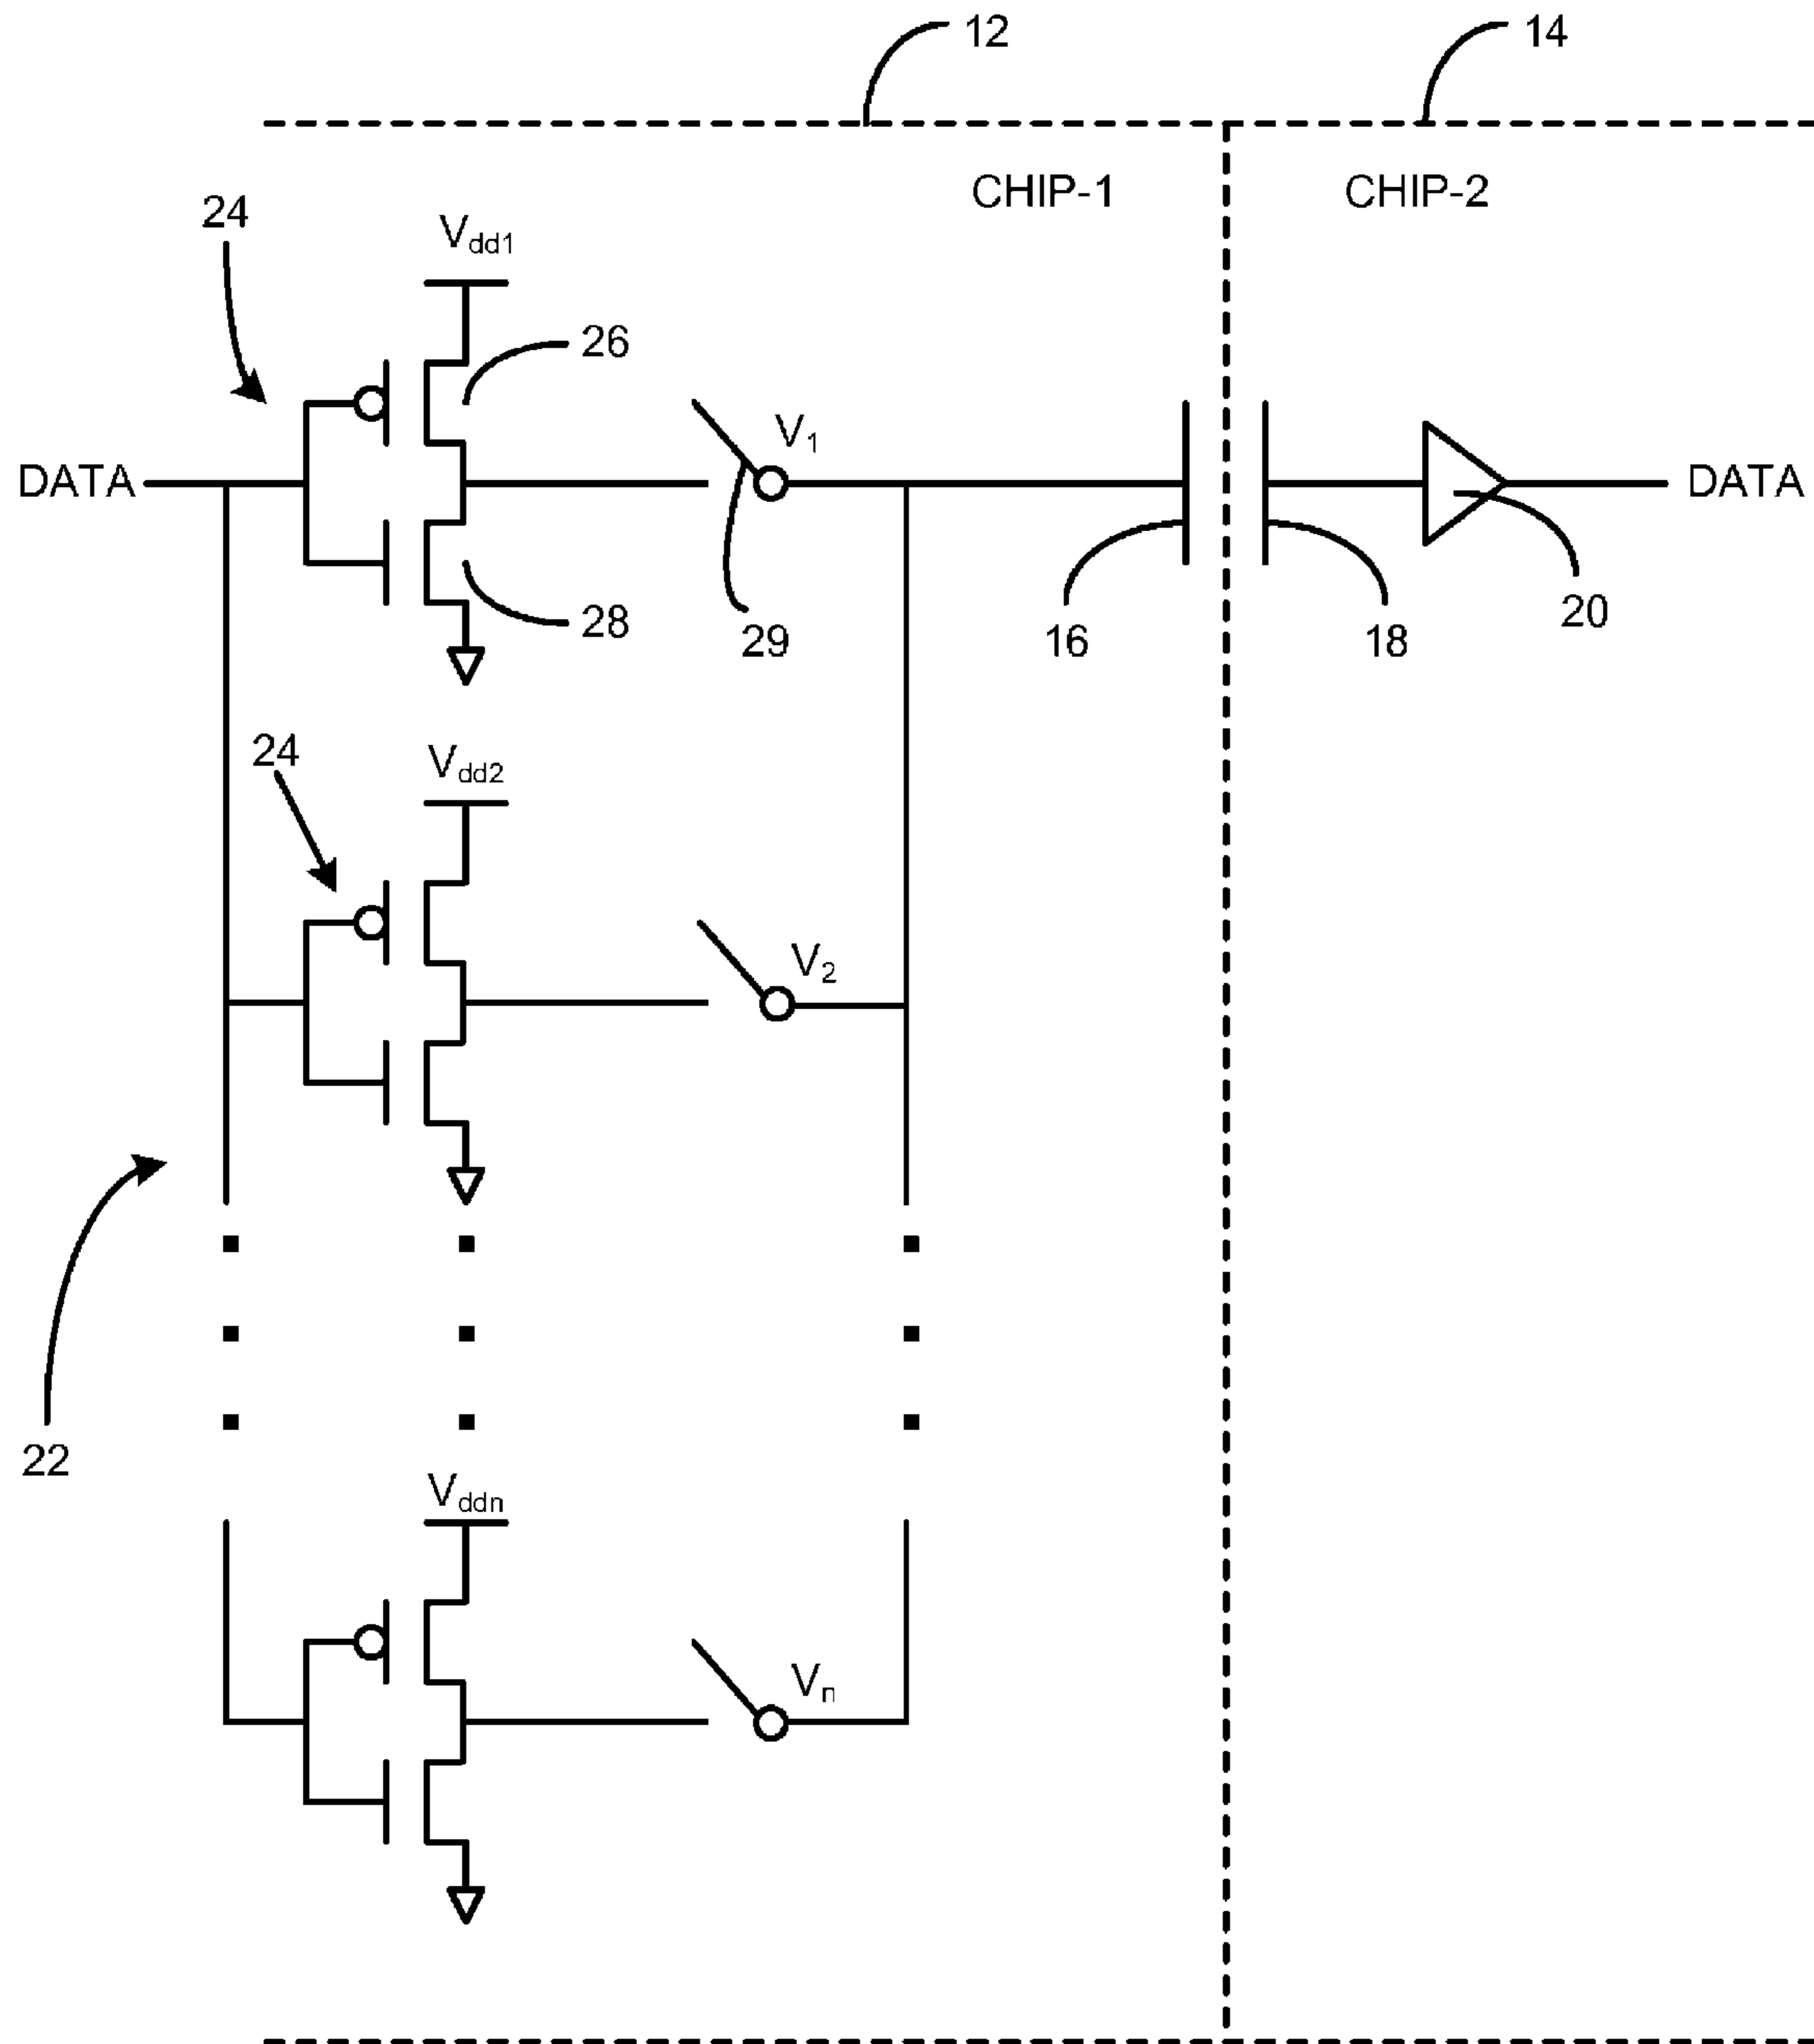 12
14
CHIP-1
CHIP-2
24
Vdd1
26
V1
DATA
DATA
28
29
16
18
20
24
Vdd2
V2
22
Vddn
Vn